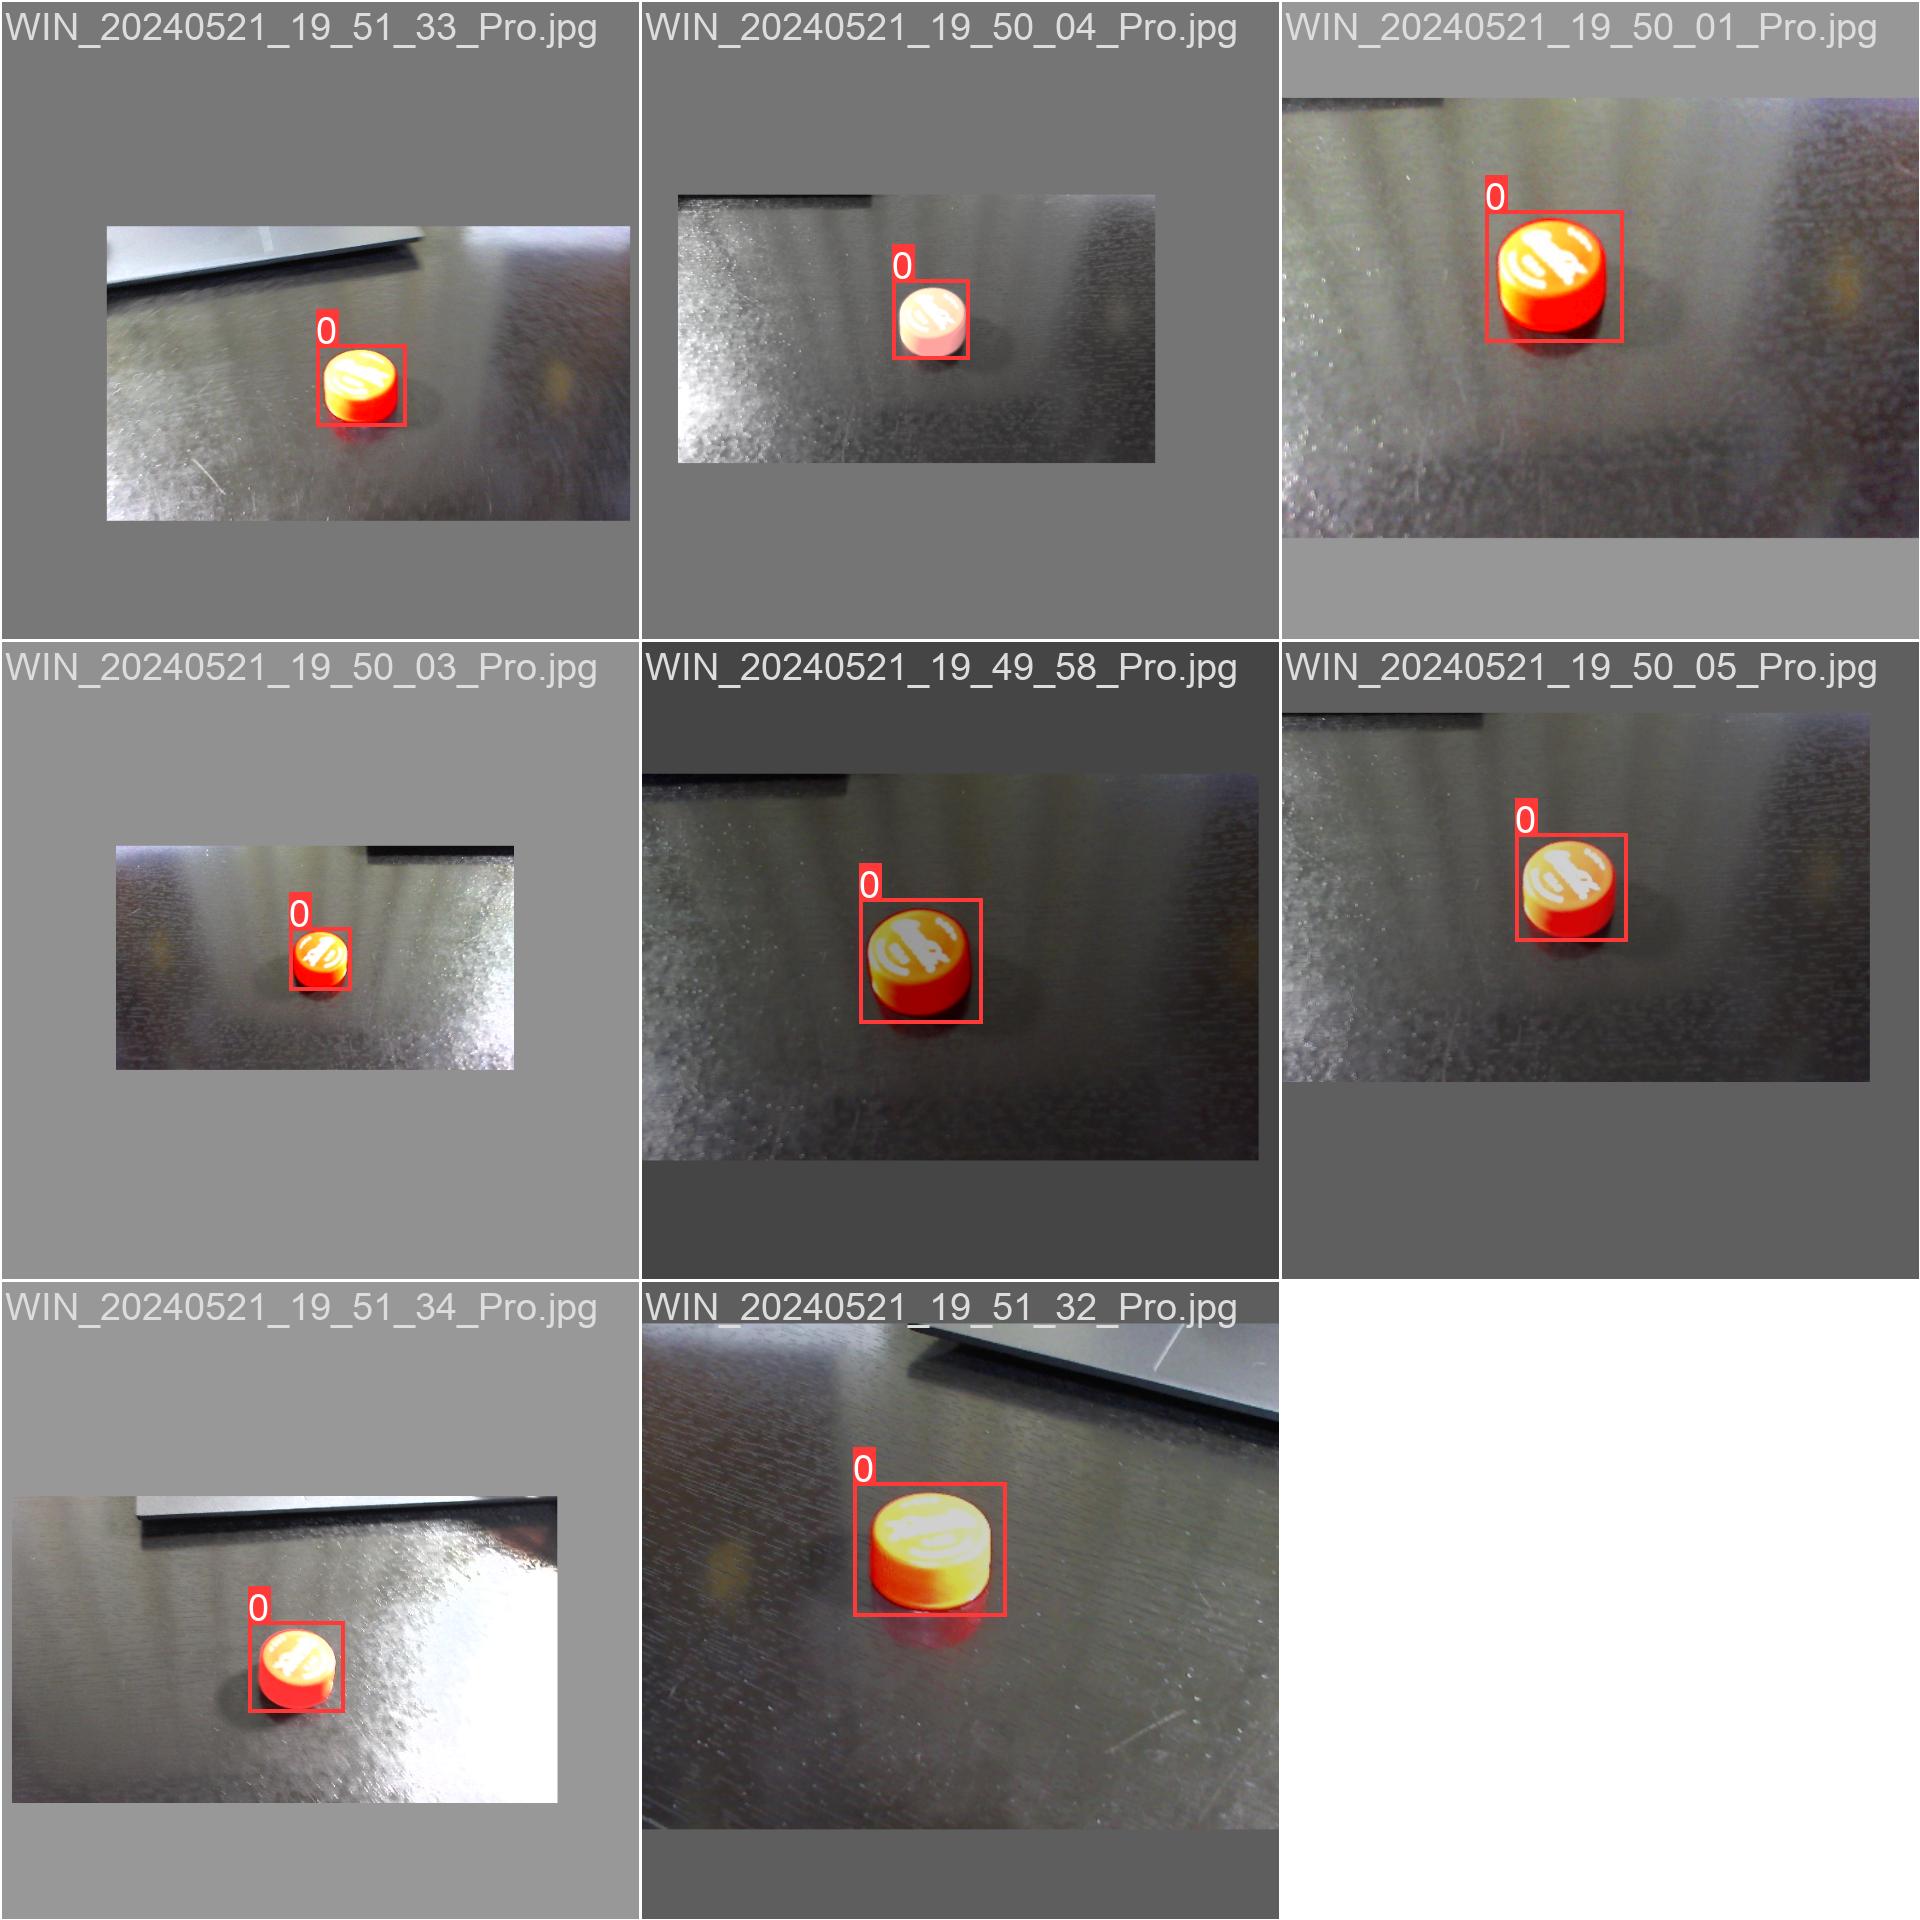 WIN_20240521_19_51_33_Pro.jpg
WIN_20240521_19_50_04_Pro.jpg
WIN_20240521_19_50_01_Pro.jpg
0
0
0
WIN_20240521_19_50_03_Pro.jpg
WIN_20240521_19_49_58_Pro.jpg
WIN_20240521_19_50_05_Pro.jpg
0
0
0
WIN_20240521_19_51_34_Pro.jpg
WIN_20240521_19_51_32_Pro.jpg
0
0